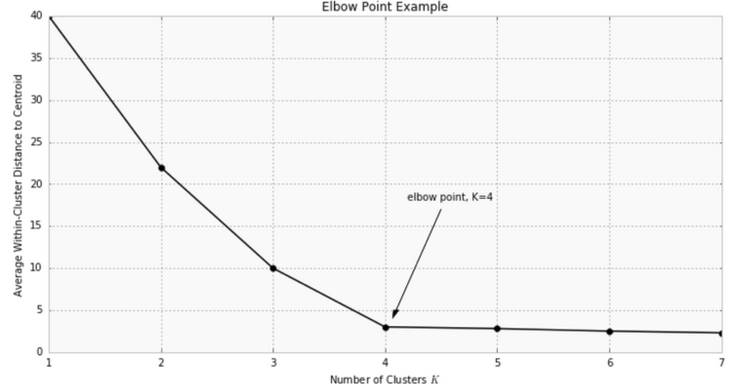 Elbow Point Example
40
35
30
25
20
15
10
5
0
Average Within-Cluster Distance to Centroid
elbow point, K=4
1 2 3 4 5 6 7
Number of Clusters K